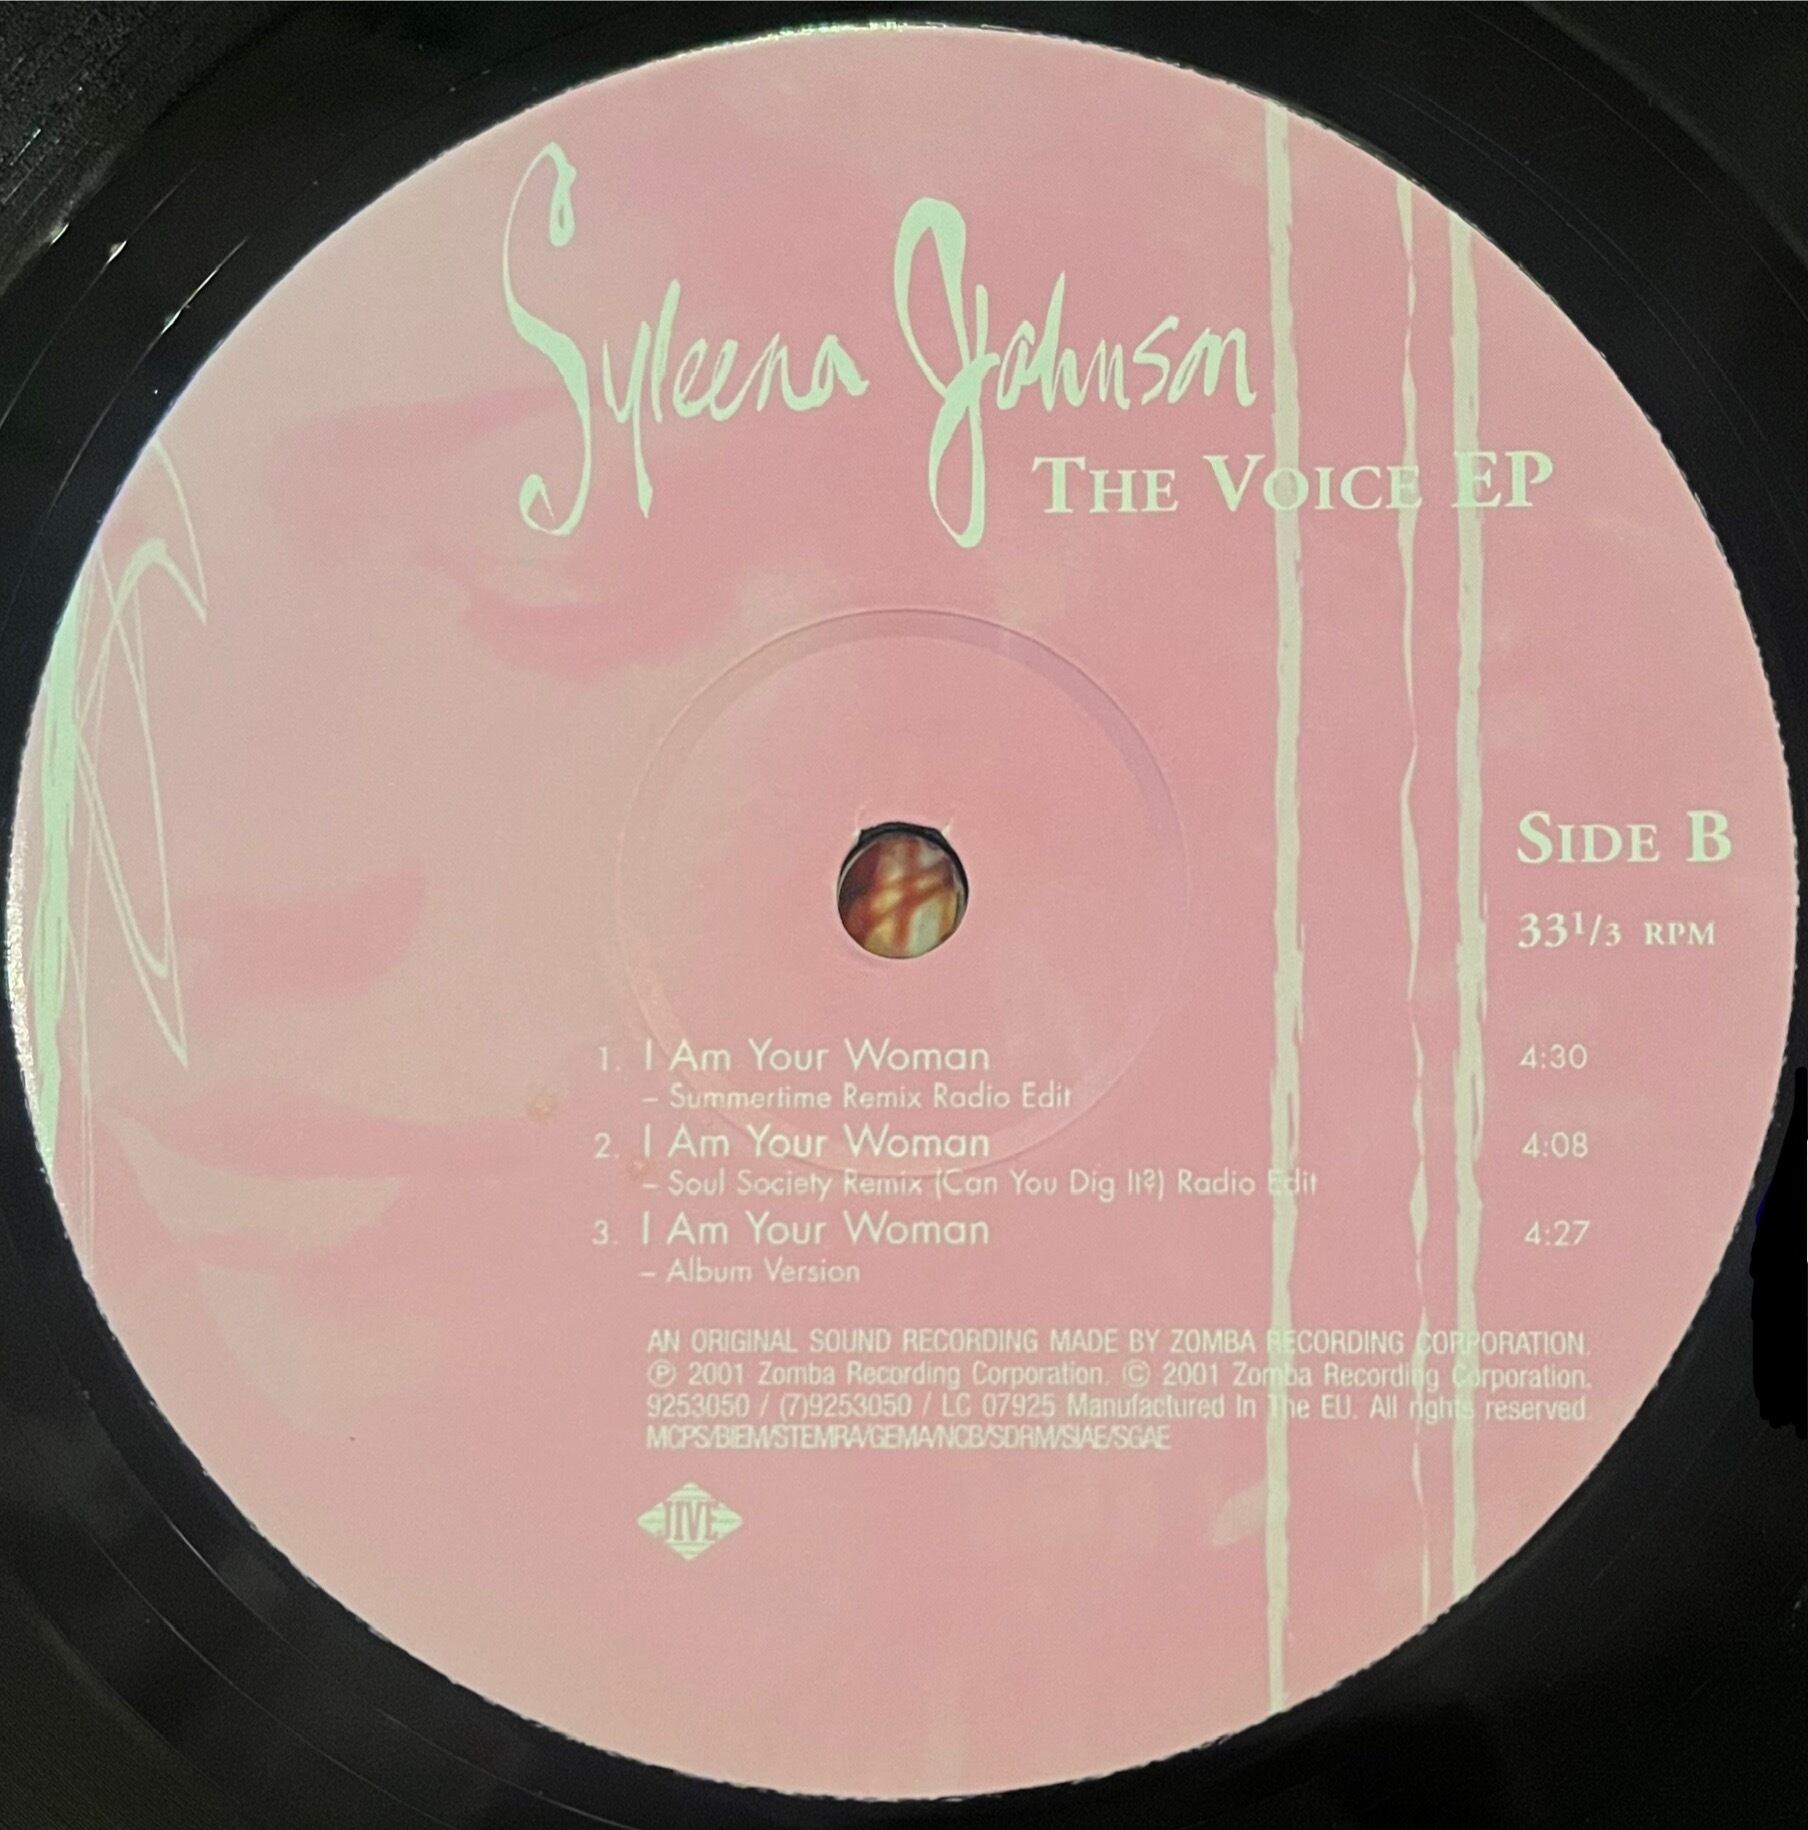 Syleena Johnson
THE VOICE EP
SIDE B
33 1/3 RPM
1. I Am Your Woman 4:30
– Summertime Remix Radio Edit
2. I Am Your Woman 4:08
– Soul Society Remix (Can You Dig It?) Radio Edit
3. I Am Your Woman 4:27
– Album Version
AN ORIGINAL SOUND RECORDING MADE BY ZOMBA RECORDING CORPORATION.
℗ 2001 Zomba Recording Corporation. © 2001 Zomba Recording Corporation.
9253050 / (7)9253050 / LC 07925 Manufactured In The EU. All rights reserved.
MCPS/BIEM/STEMRA/GEMA/NCB/SDRM/SIAE/SGAE
JIVE